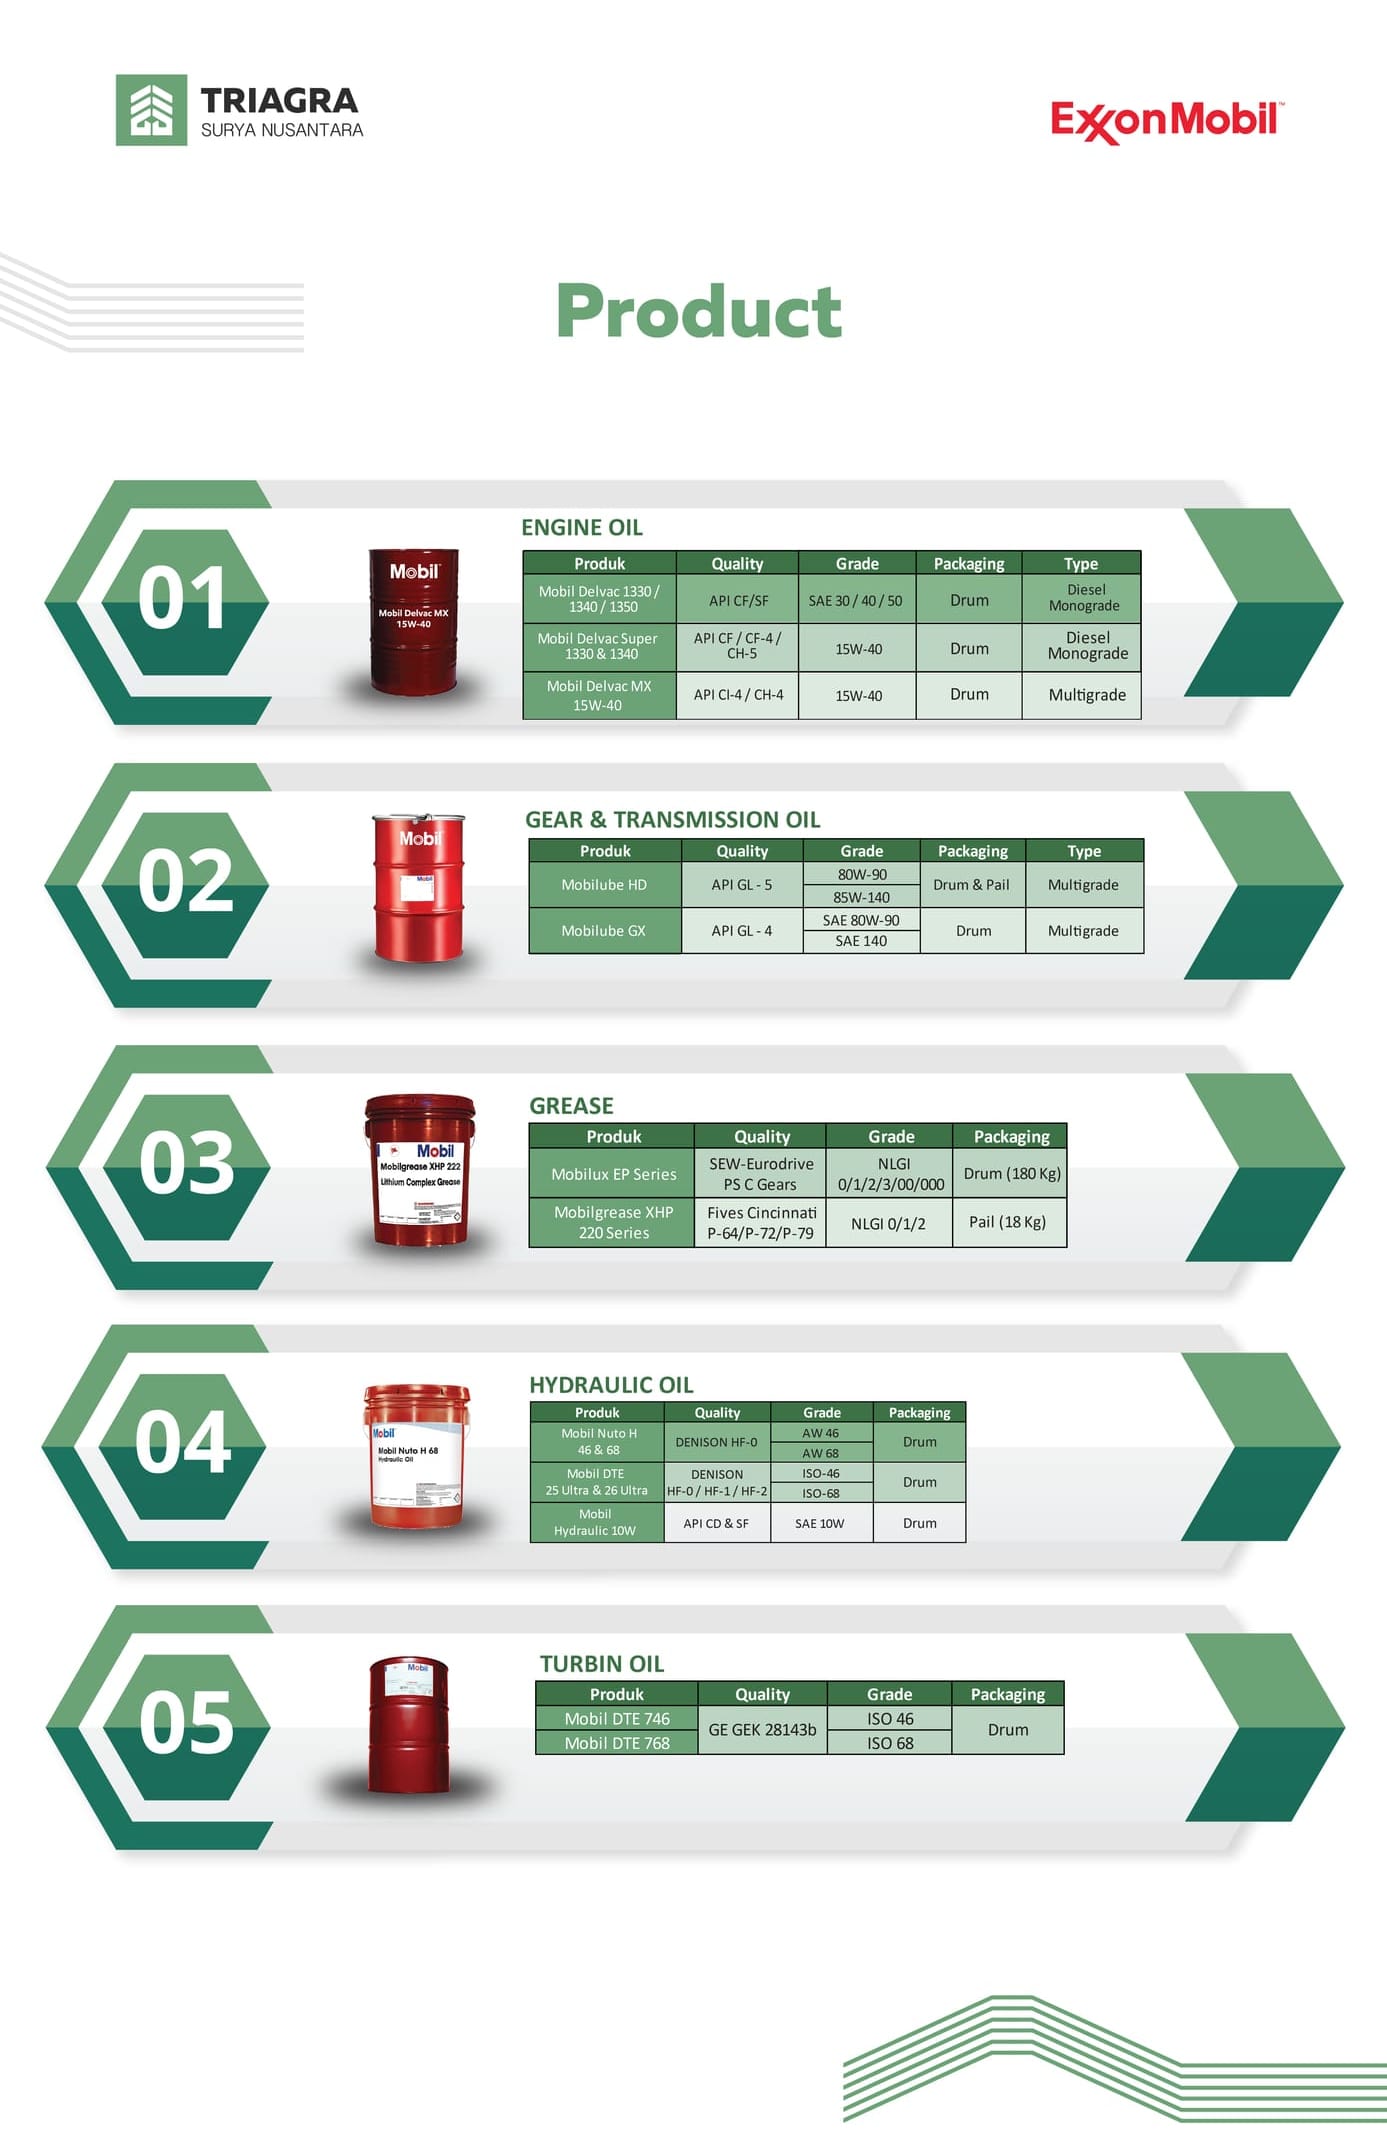 TRIAGRA
SURYA NUSANTARA
ExxonMobil™
Product
01
Mobil
Mobil Delvac MX
15W-40
ENGINE OIL
Produk Quality Grade Packaging Type
Mobil Delvac 1330 /
1340 / 1350
API CF/SF
SAE 30 / 40 / 50
Drum
Diesel
Monograde
Mobil Delvac Super
1330 & 1340
API CF / CF-4 /
CH-5
15W-40
Drum
Diesel
Monograde
Mobil Delvac MX
15W-40
API CI-4 / CH-4
15W-40
Drum
Multigrade
02
Mobil
Mobil
GEAR & TRANSMISSION OIL
Produk Quality Grade Packaging Type
Mobilube HD
API GL - 5
80W-90
85W-140
Drum & Pail
Multigrade
Mobilube GX
API GL - 4
SAE 80W-90
SAE 140
Drum
Multigrade
03
Mobil
Mobilgrease XHP 222
Lithium Complex Grease
GREASE
Produk Quality Grade Packaging
Mobilux EP Series
SEW-Eurodrive
PS C Gears
NLGI
0/1/2/3/00/000
Drum (180 Kg)
Mobilgrease XHP
220 Series
Fives Cincinnati
P-64/P-72/P-79
NLGI 0/1/2
Pail (18 Kg)
04
Mobil
Mobil Nuto H 68
Hydraulic Oil
HYDRAULIC OIL
Produk Quality Grade Packaging
Mobil Nuto H
46 & 68
DENISON HF-0
AW 46
AW 68
Drum
Mobil DTE
25 Ultra & 26 Ultra
DENISON
HF-0 / HF-1 / HF-2
ISO-46
ISO-68
Drum
Mobil
Hydraulic 10W
API CD & SF
SAE 10W
Drum
05
Mobil
TURBIN OIL
Produk Quality Grade Packaging
Mobil DTE 746
Mobil DTE 768
GE GEK 28143b
ISO 46
ISO 68
Drum